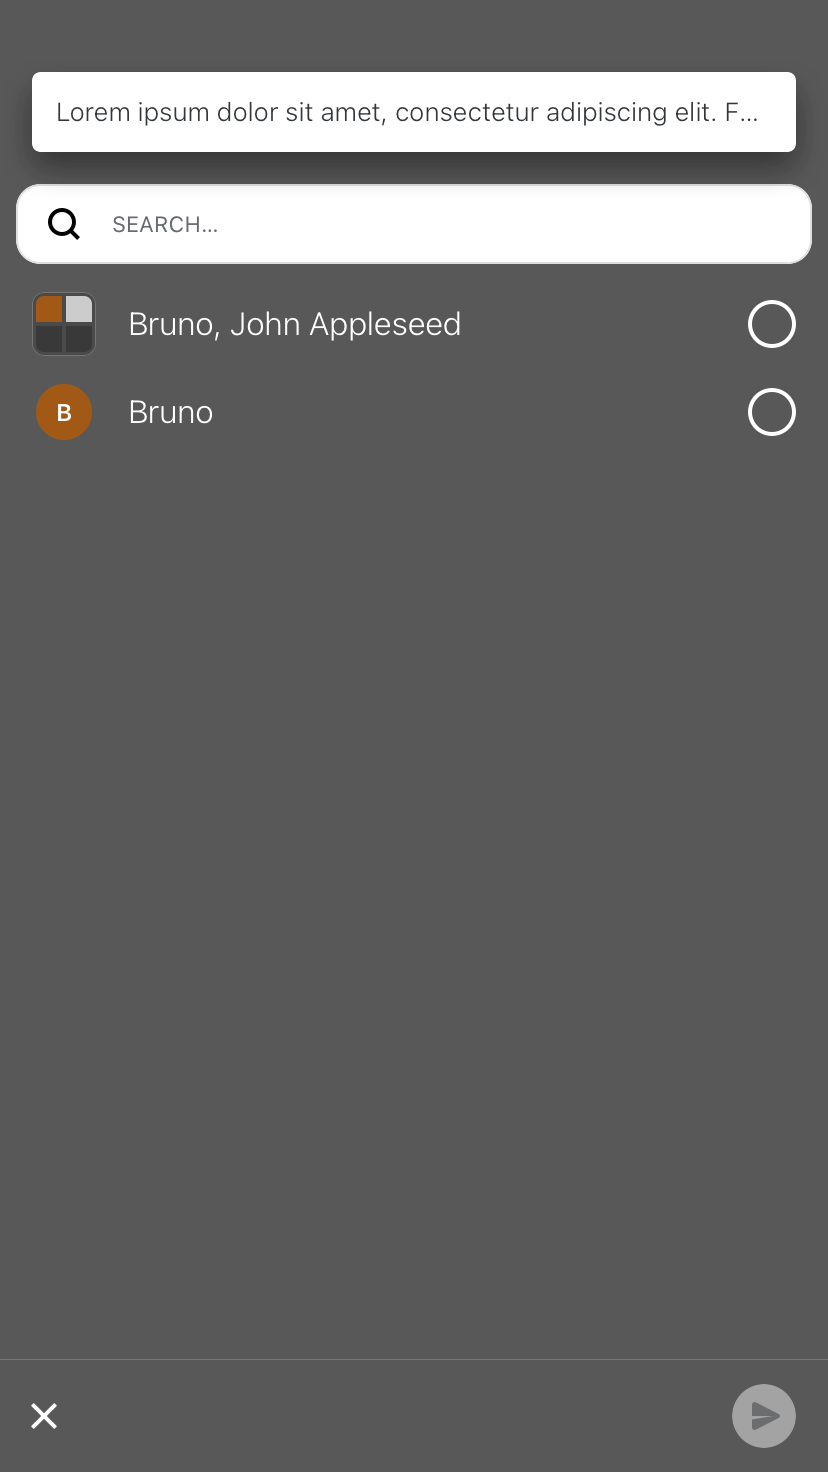 Lorem ipsum dolor sit amet, consectetur adipiscing elit. F...
SEARCH...
Bruno, John Appleseed
B
Bruno